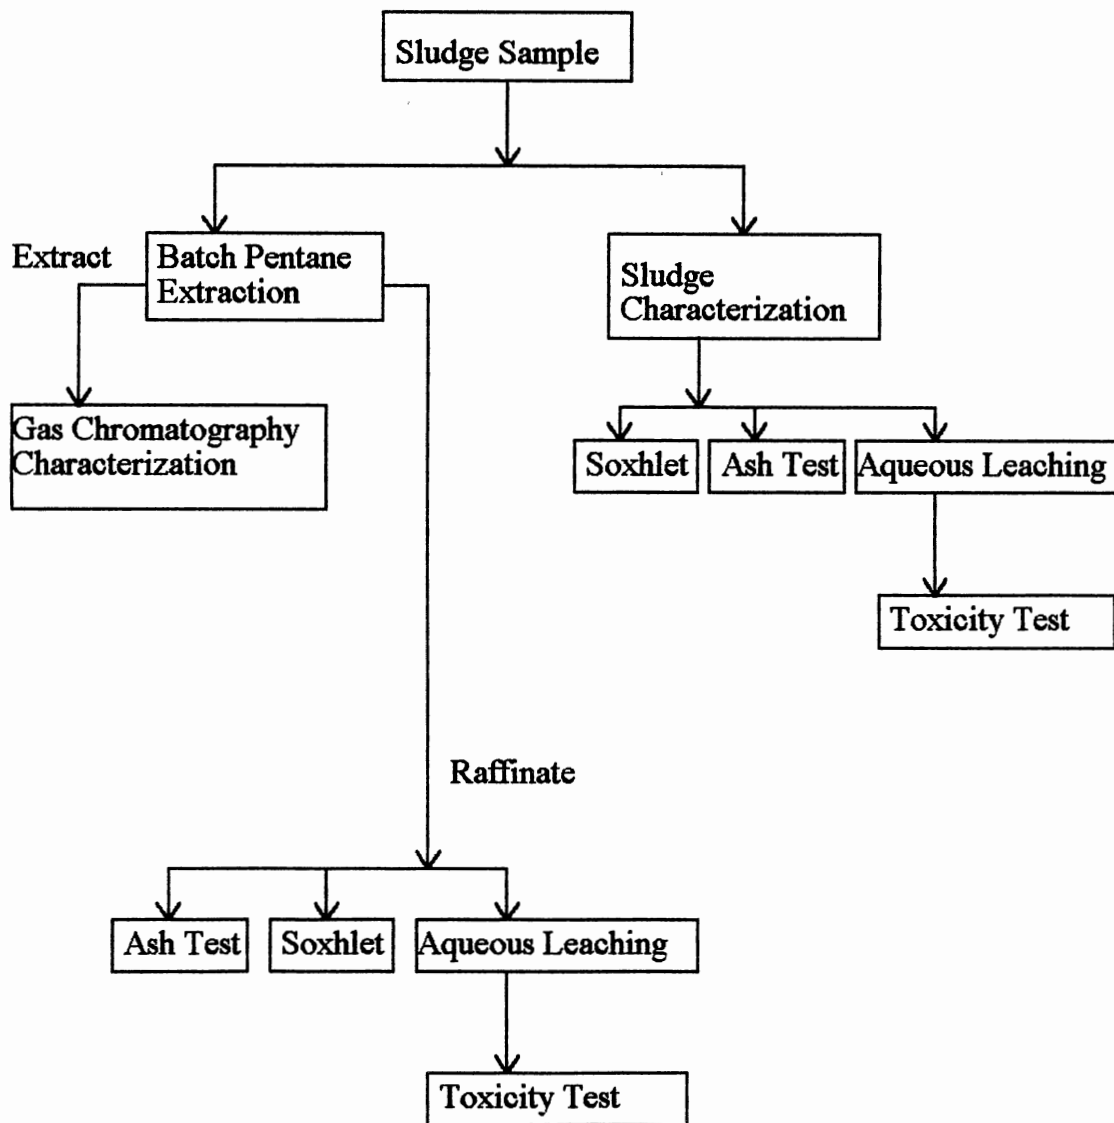 Sludge Sample
Extract
Batch Pentane
Extraction
Sludge
Characterization
Gas Chromatography
Characterization
Soxhlet
Ash Test
Aqueous Leaching
Toxicity Test
Raffinate
Ash Test
Soxhlet
Aqueous Leaching
Toxicity Test